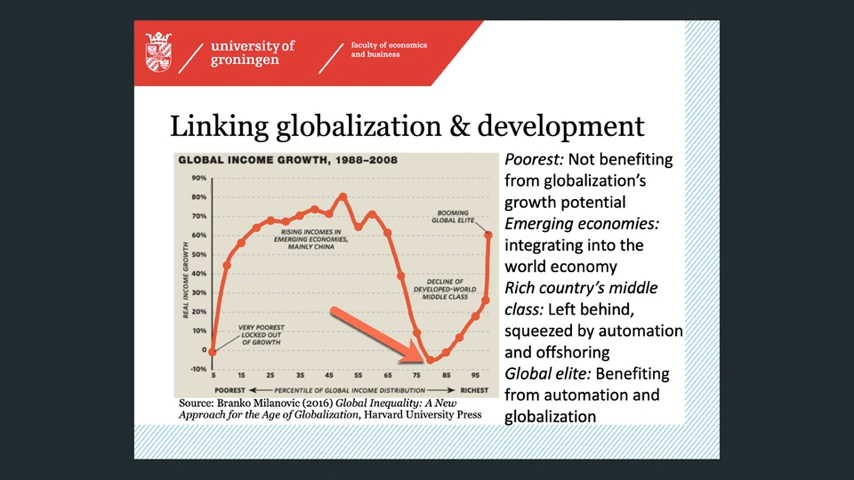 university of
groningen
faculty of economics
and business
Linking globalization & development
GLOBAL INCOME GROWTH, 1988–2008
90%
80%
70%
60%
50%
40%
30%
20%
10%
0
-10%
REAL INCOME GROWTH
BOOMING
GLOBAL ELITE
RISING INCOMES IN
EMERGING ECONOMIES,
MAINLY CHINA
DECLINE OF
DEVELOPED-WORLD
MIDDLE CLASS
VERY POOREST
LOCKED OUT
OF GROWTH
5 15 25 35 45 55 65 75 85 95
POOREST PERCENTILE OF GLOBAL INCOME DISTRIBUTION RICHEST
Source: Branko Milanovic (2016) Global Inequality: A New
Approach for the Age of Globalization, Harvard University Press
Poorest: Not benefiting
from globalization's
growth potential
Emerging economies:
integrating into the
world economy
Rich country's middle
class: Left behind,
squeezed by automation
and offshoring
Global elite: Benefiting
from automation and
globalization